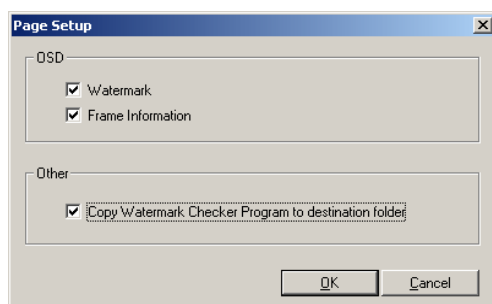 Page Setup
OSD
Watermark
Frame Information
Other
Copy Watermark Checker Program to destination folder
OK Cancel